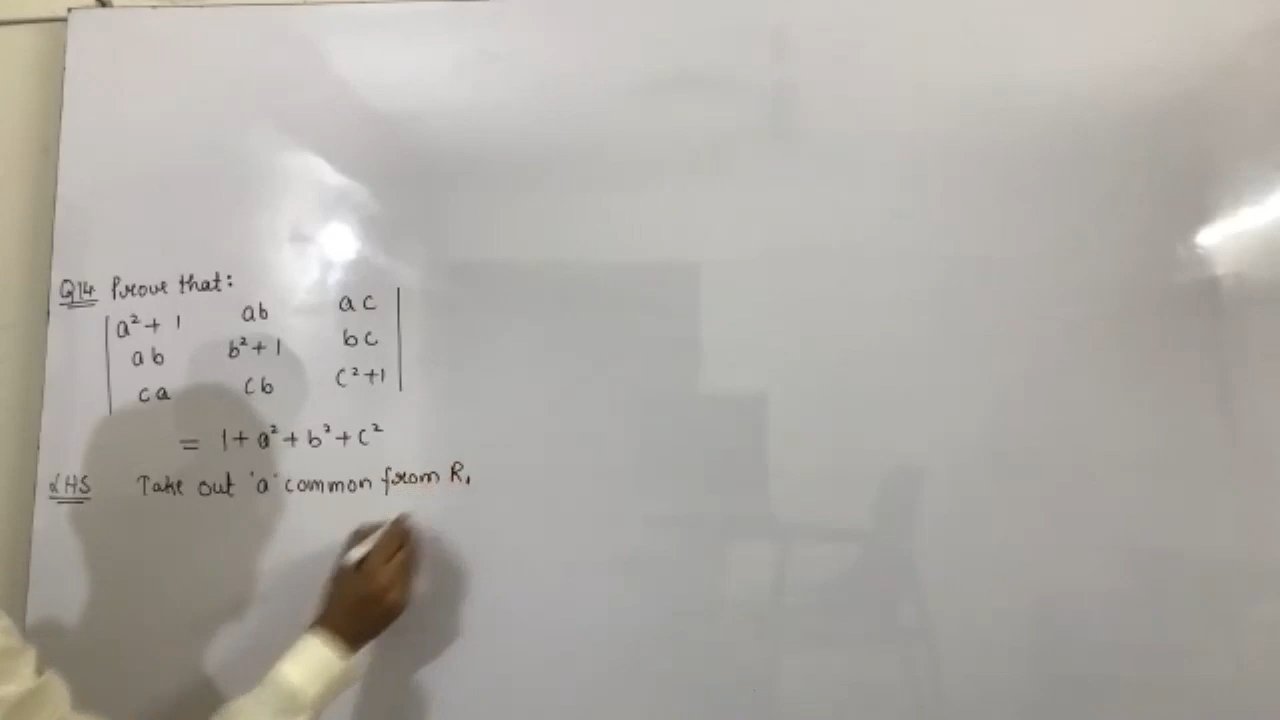 Q14 Prove that:
a² + 1 ab ac
ab b² + 1 bc
ca cb c² + 1
= 1 + a² + b² + c²
LHS Take out 'a' common from R₁